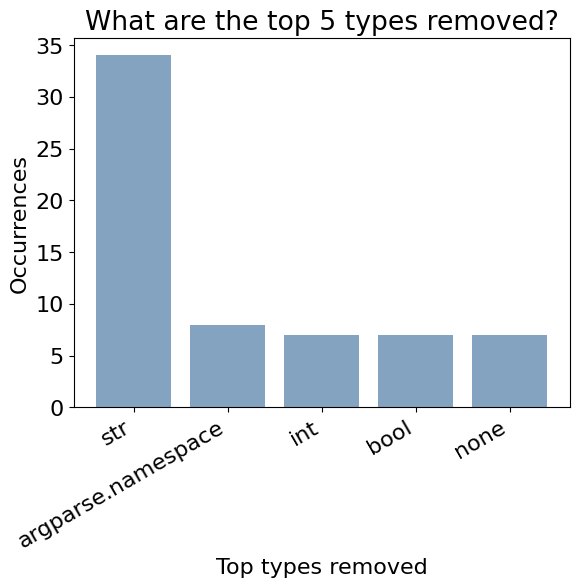 What are the top 5 types removed?
35
30
25
20
15
10
5
0
Occurrences
str
argparse.namespace
int
bool
none
Top types removed